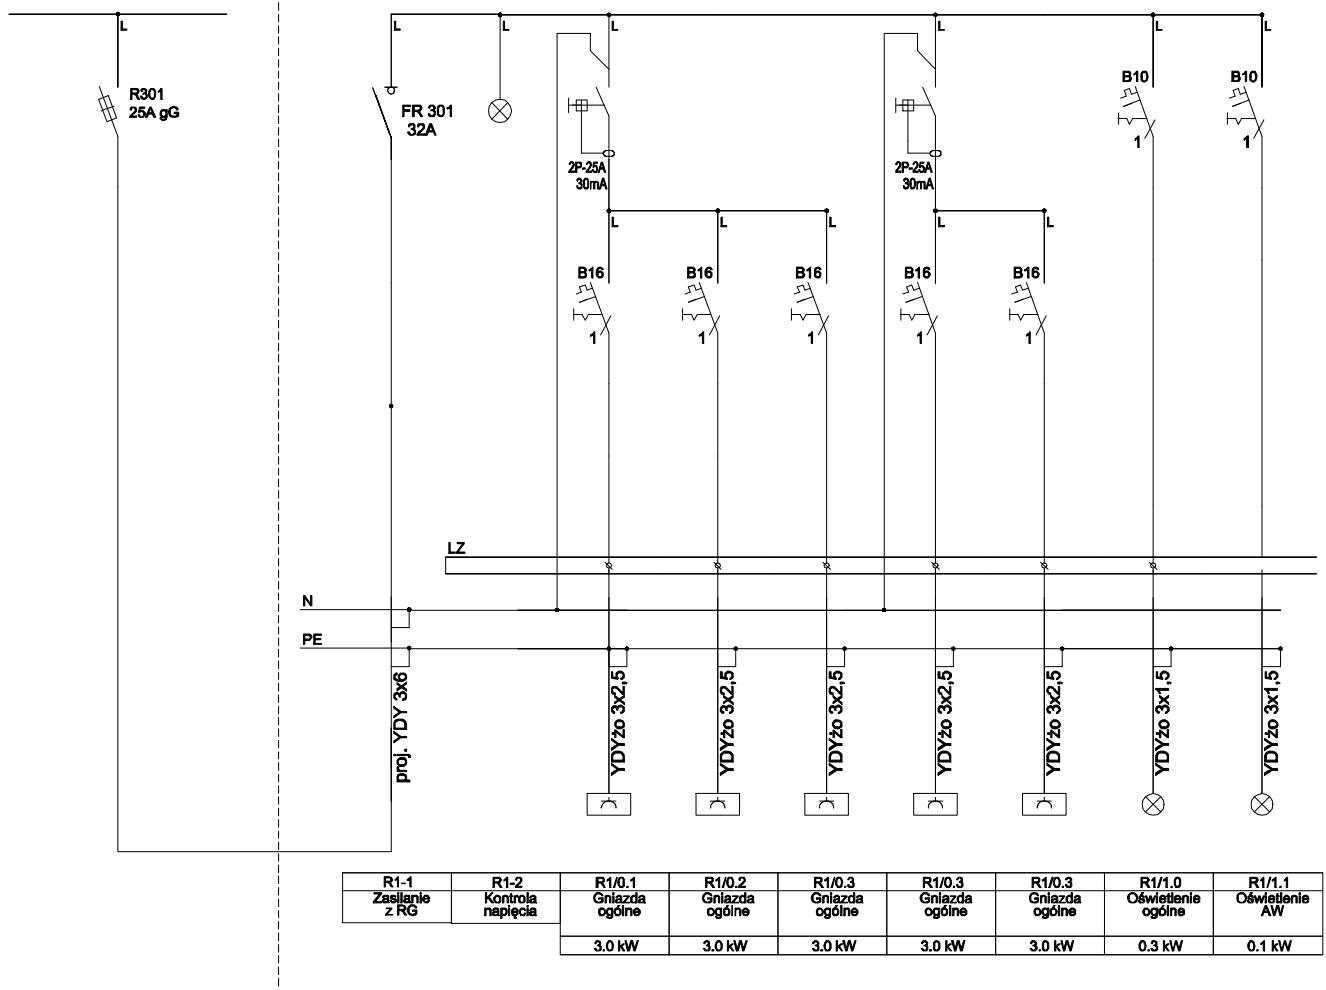 L
L
L
L
L
L
L
R301
25A gG
FR 301
32A
B10
1
B10
1
2P-25A
30mA
2P-25A
30mA
L
L
L
L
L
B16
1
B16
1
B16
1
B16
1
B16
1
LZ
N
PE
proj. YDY 3x6
YDYżo 3x2,5
YDYżo 3x2,5
YDYżo 3x2,5
YDYżo 3x2,5
YDYżo 3x2,5
YDYżo 3x1,5
YDYżo 3x1,5
R1-1 R1-2 R1/0.1 R1/0.2 R1/0.3 R1/0.3 R1/0.3 R1/1.0 R1/1.1
Zasilanie Kontrola Gniazda Gniazda Gniazda Gniazda Gniazda Oświetlenie Oświetlenie
z RG napięcia ogólne ogólne ogólne ogólne ogólne ogólne AW
3.0 kW 3.0 kW 3.0 kW 3.0 kW 3.0 kW 0.3 kW 0.1 kW